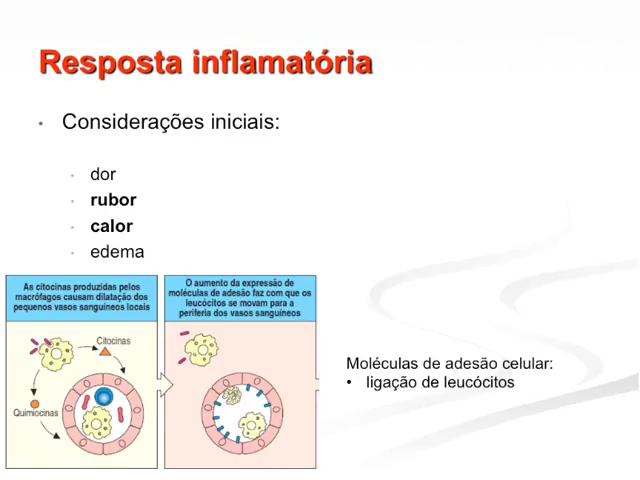 Resposta inflamatória
• Considerações iniciais:
• dor
• rubor
• calor
• edema
As citocinas produzidas pelos
macrófagos causam dilatação dos
pequenos vasos sanguíneos locais
O aumento da expressão de
moléculas de adesão faz com que os
leucócitos se movam para a
periferia dos vasos sanguíneos
Citocinas
Quimiocinas
Moléculas de adesão celular:
• ligação de leucócitos